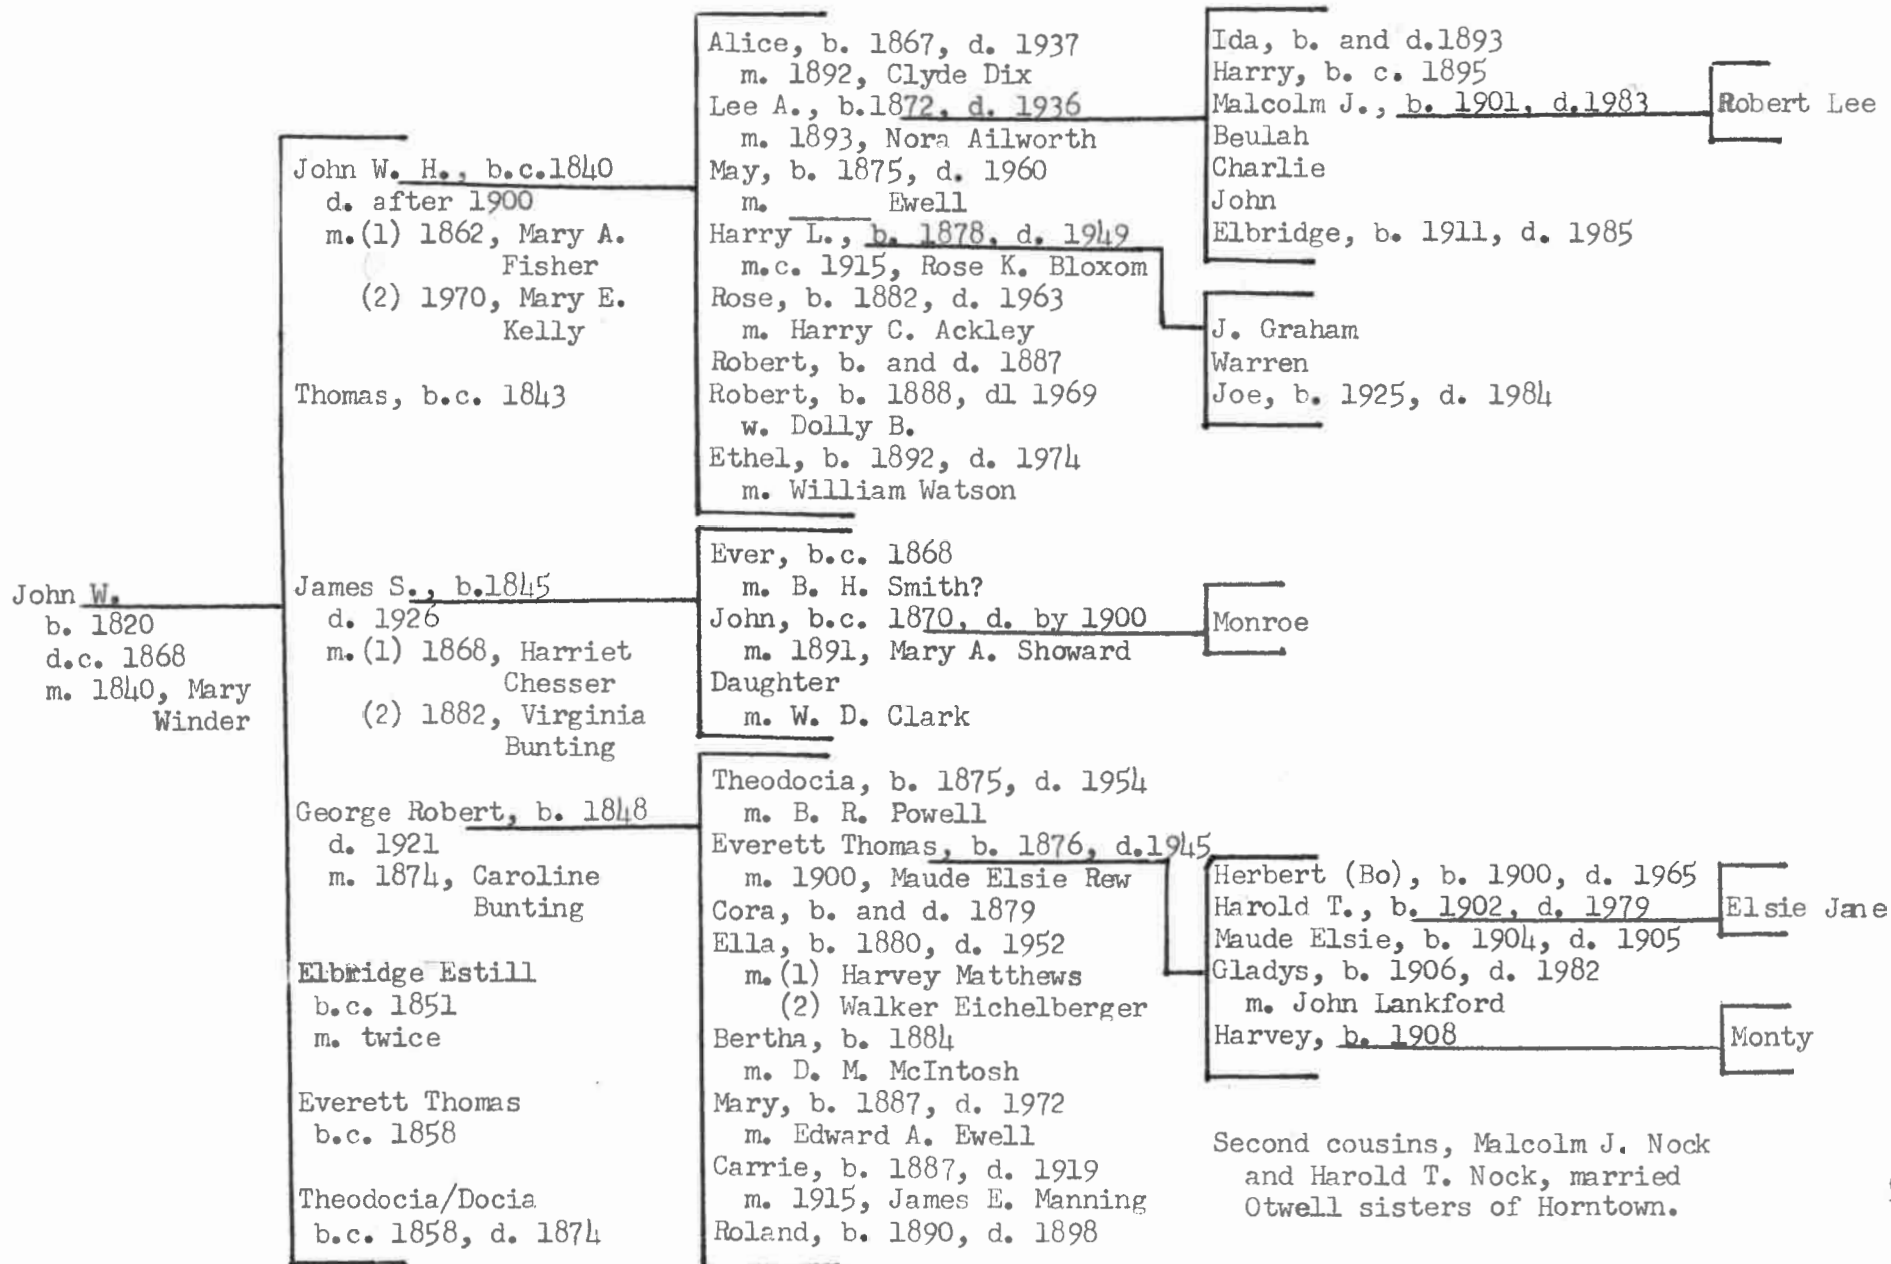 John W.
b. 1820
d.c. 1868
m. 1840, Mary
Winder
John W. H., b.c.1840
d. after 1900
m.(1) 1862, Mary A.
Fisher
(2) 1970, Mary E.
Kelly
Thomas, b.c. 1843
James S., b.1845
d. 1926
m.(1) 1868, Harriet
Chesser
(2) 1882, Virginia
Bunting
George Robert, b. 1848
d. 1921
m. 1874, Caroline
Bunting
Elbridge Estill
b.c. 1851
m. twice
Everett Thomas
b.c. 1858
Theodocia/Docia
b.c. 1858, d. 1874
Alice, b. 1867, d. 1937
m. 1892, Clyde Dix
Lee A., b.1872, d. 1936
m. 1893, Nora Ailworth
May, b. 1875, d. 1960
m. ____ Ewell
Harry L., b. 1878, d. 1949
m.c. 1915, Rose K. Bloxom
Rose, b. 1882, d. 1963
m. Harry C. Ackley
Robert, b. and d. 1887
Robert, b. 1888, dl 1969
w. Dolly B.
Ethel, b. 1892, d. 1974
m. William Watson
Ever, b.c. 1868
m. B. H. Smith?
John, b.c. 1870, d. by 1900
m. 1891, Mary A. Showard
Daughter
m. W. D. Clark
Theodocia, b. 1875, d. 1954
m. B. R. Powell
Everett Thomas, b. 1876, d.1945
m. 1900, Maude Elsie Rew
Cora, b. and d. 1879
Ella, b. 1880, d. 1952
m.(1) Harvey Matthews
(2) Walker Eichelberger
Bertha, b. 1884
m. D. M. McIntosh
Mary, b. 1887, d. 1972
m. Edward A. Ewell
Carrie, b. 1887, d. 1919
m. 1915, James E. Manning
Roland, b. 1890, d. 1898
Ida, b. and d.1893
Harry, b. c. 1895
Malcolm J., b. 1901, d.1983
Beulah
Charlie
John
Elbridge, b. 1911, d. 1985
J. Graham
Warren
Joe, b. 1925, d. 1984
Monroe
Herbert (Bo), b. 1900, d. 1965
Harold T., b. 1902, d. 1979
Maude Elsie, b. 1904, d. 1905
Gladys, b. 1906, d. 1982
m. John Lankford
Harvey, b. 1908
Robert Lee
Elsie Jane
Monty
Second cousins, Malcolm J. Nock
and Harold T. Nock, married
Otwell sisters of Horntown.